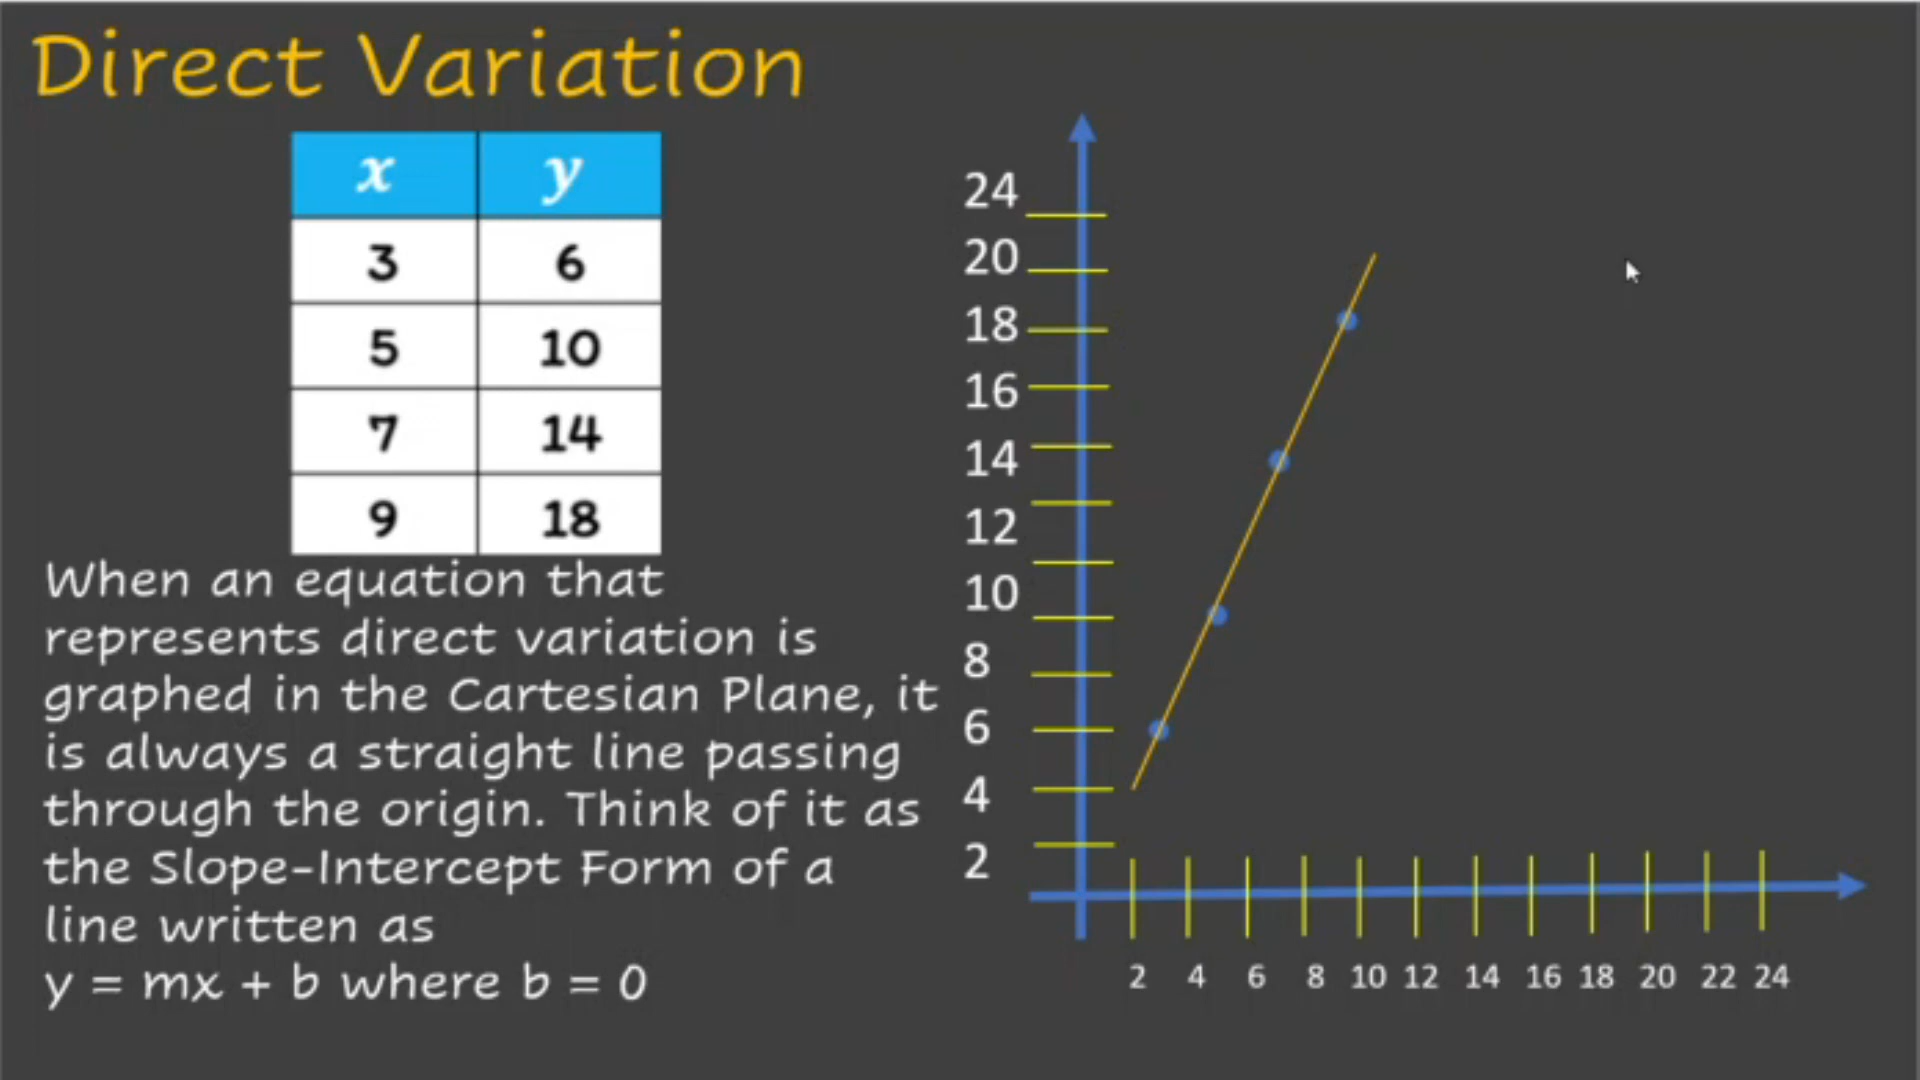 Direct Variation
x y
3 6
5 10
7 14
9 18
When an equation that
represents direct variation is
graphed in the Cartesian Plane, it
is always a straight line passing
through the origin. Think of it as
the Slope-Intercept Form of a
line written as
y = mx + b where b = 0
24
20
18
16
14
12
10
8
6
4
2
2 4 6 8 10 12 14 16 18 20 22 24